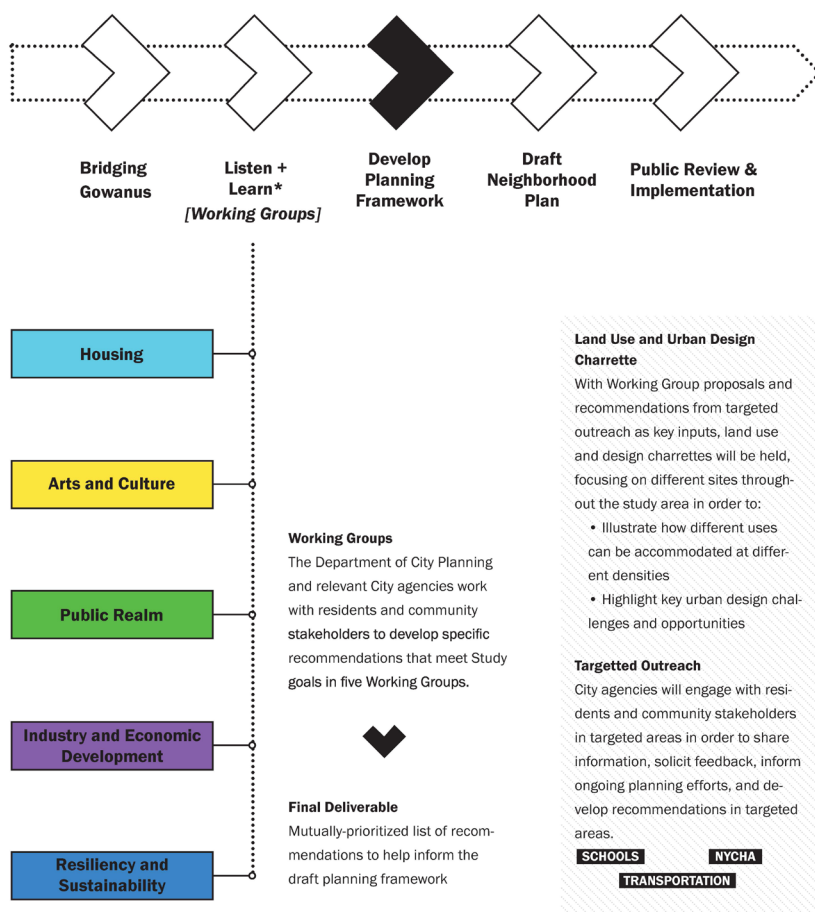 Bridging
Gowanus
Listen +
Learn*
[Working Groups]
Develop
Planning
Framework
Draft
Neighborhood
Plan
Public Review &
Implementation
Housing
Arts and Culture
Public Realm
Industry and Economic
Development
Resiliency and
Sustainability
Working Groups
The Department of City Planning
and relevant City agencies work
with residents and community
stakeholders to develop specific
recommendations that meet Study
goals in five Working Groups.
Final Deliverable
Mutually-prioritized list of recom-
mendations to help inform the
draft planning framework
Land Use and Urban Design
Charrette
With Working Group proposals and
recommendations from targeted
outreach as key inputs, land use
and design charrettes will be held,
focusing on different sites through-
out the study area in order to:
• Illustrate how different uses
can be accommodated at differ-
ent densities
• Highlight key urban design chal-
lenges and opportunities
Targetted Outreach
City agencies will engage with resi-
dents and community stakeholders
in targeted areas in order to share
information, solicit feedback, inform
ongoing planning efforts, and de-
velop recommendations in targeted
areas.
SCHOOLS NYCHA
TRANSPORTATION